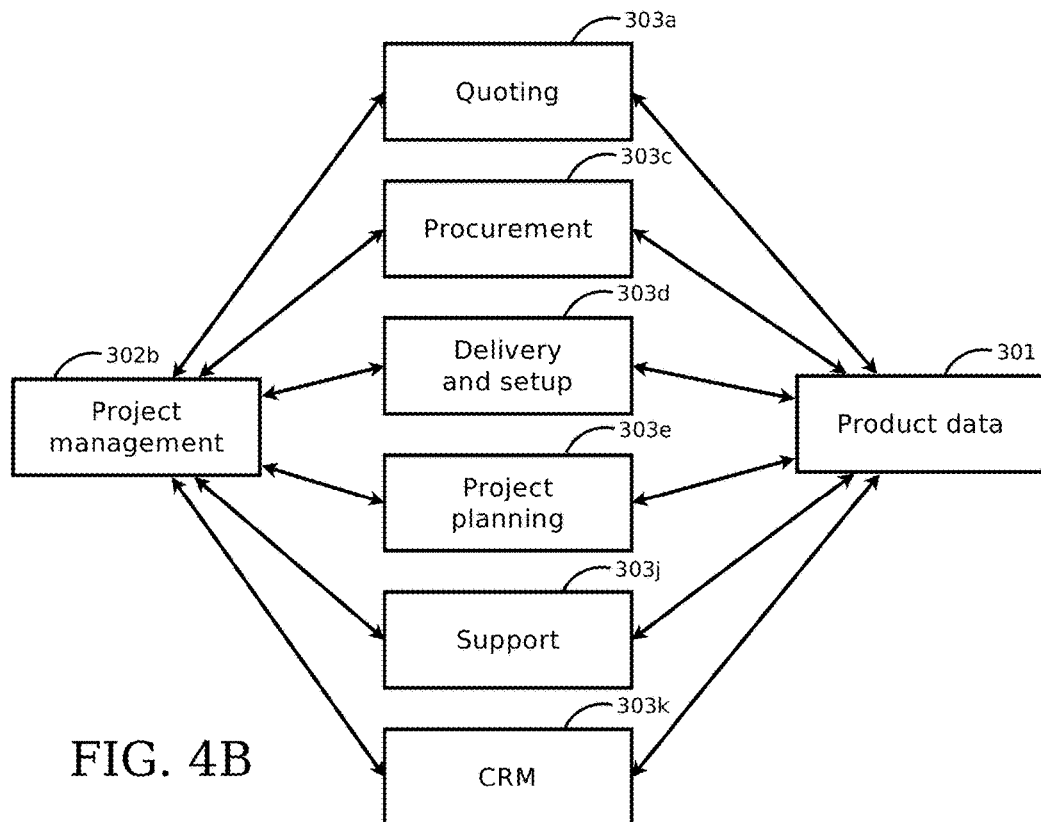 303a
Quoting
303c
Procurement
303d
Delivery
and setup
302b
Project
management
301
Product data
303e
Project
planning
303j
Support
303k
CRM
FIG. 4B